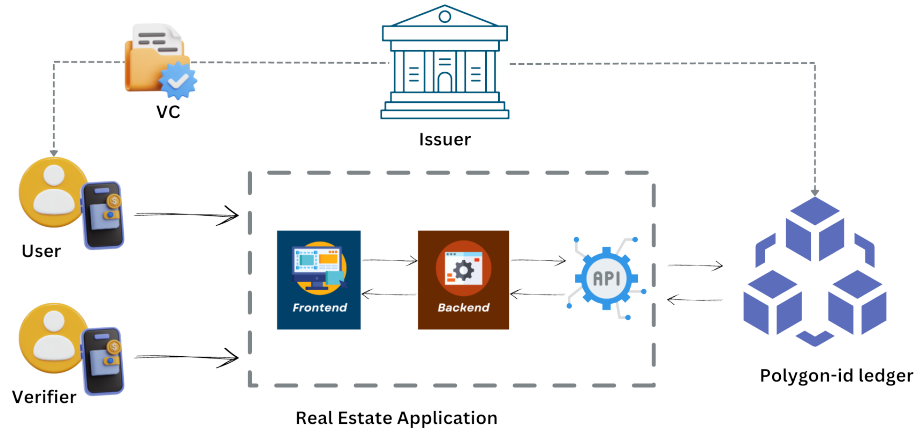 VC
Issuer
User
Frontend
Backend
API
Verifier
Polygon-id ledger
Real Estate Application